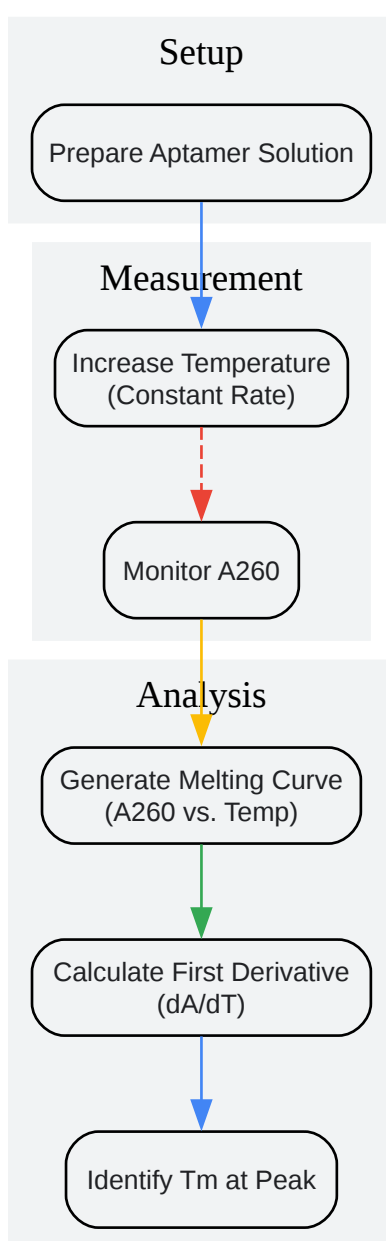 Setup
Prepare Aptamer Solution
Measurement
Increase Temperature
(Constant Rate)
Monitor A260
Analysis
Generate Melting Curve
(A260 vs. Temp)
Calculate First Derivative
(dA/dT)
Identify Tm at Peak